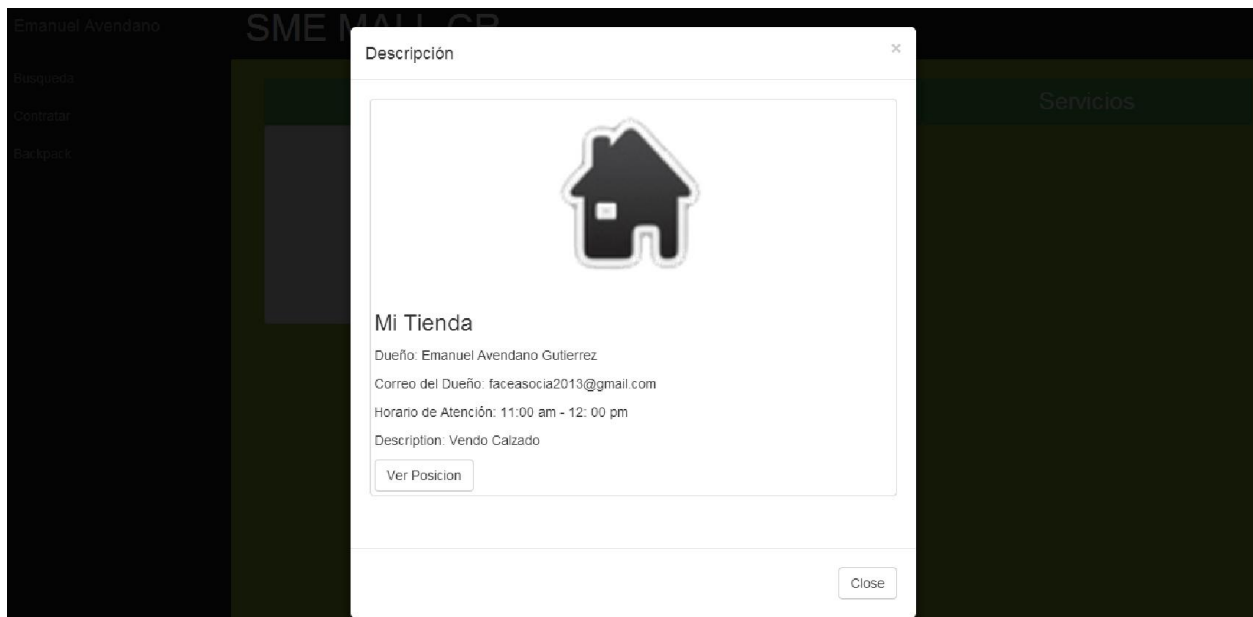 Emanuel Avendano
SME MALL CR
Busqueda
Contratar
Backpack
Servicios
Descripción
×
Mi Tienda
Dueño: Emanuel Avendano Gutierrez
Correo del Dueño: faceasocia2013@gmail.com
Horario de Atención: 11:00 am - 12: 00 pm
Description: Vendo Calzado
Ver Posicion
Close